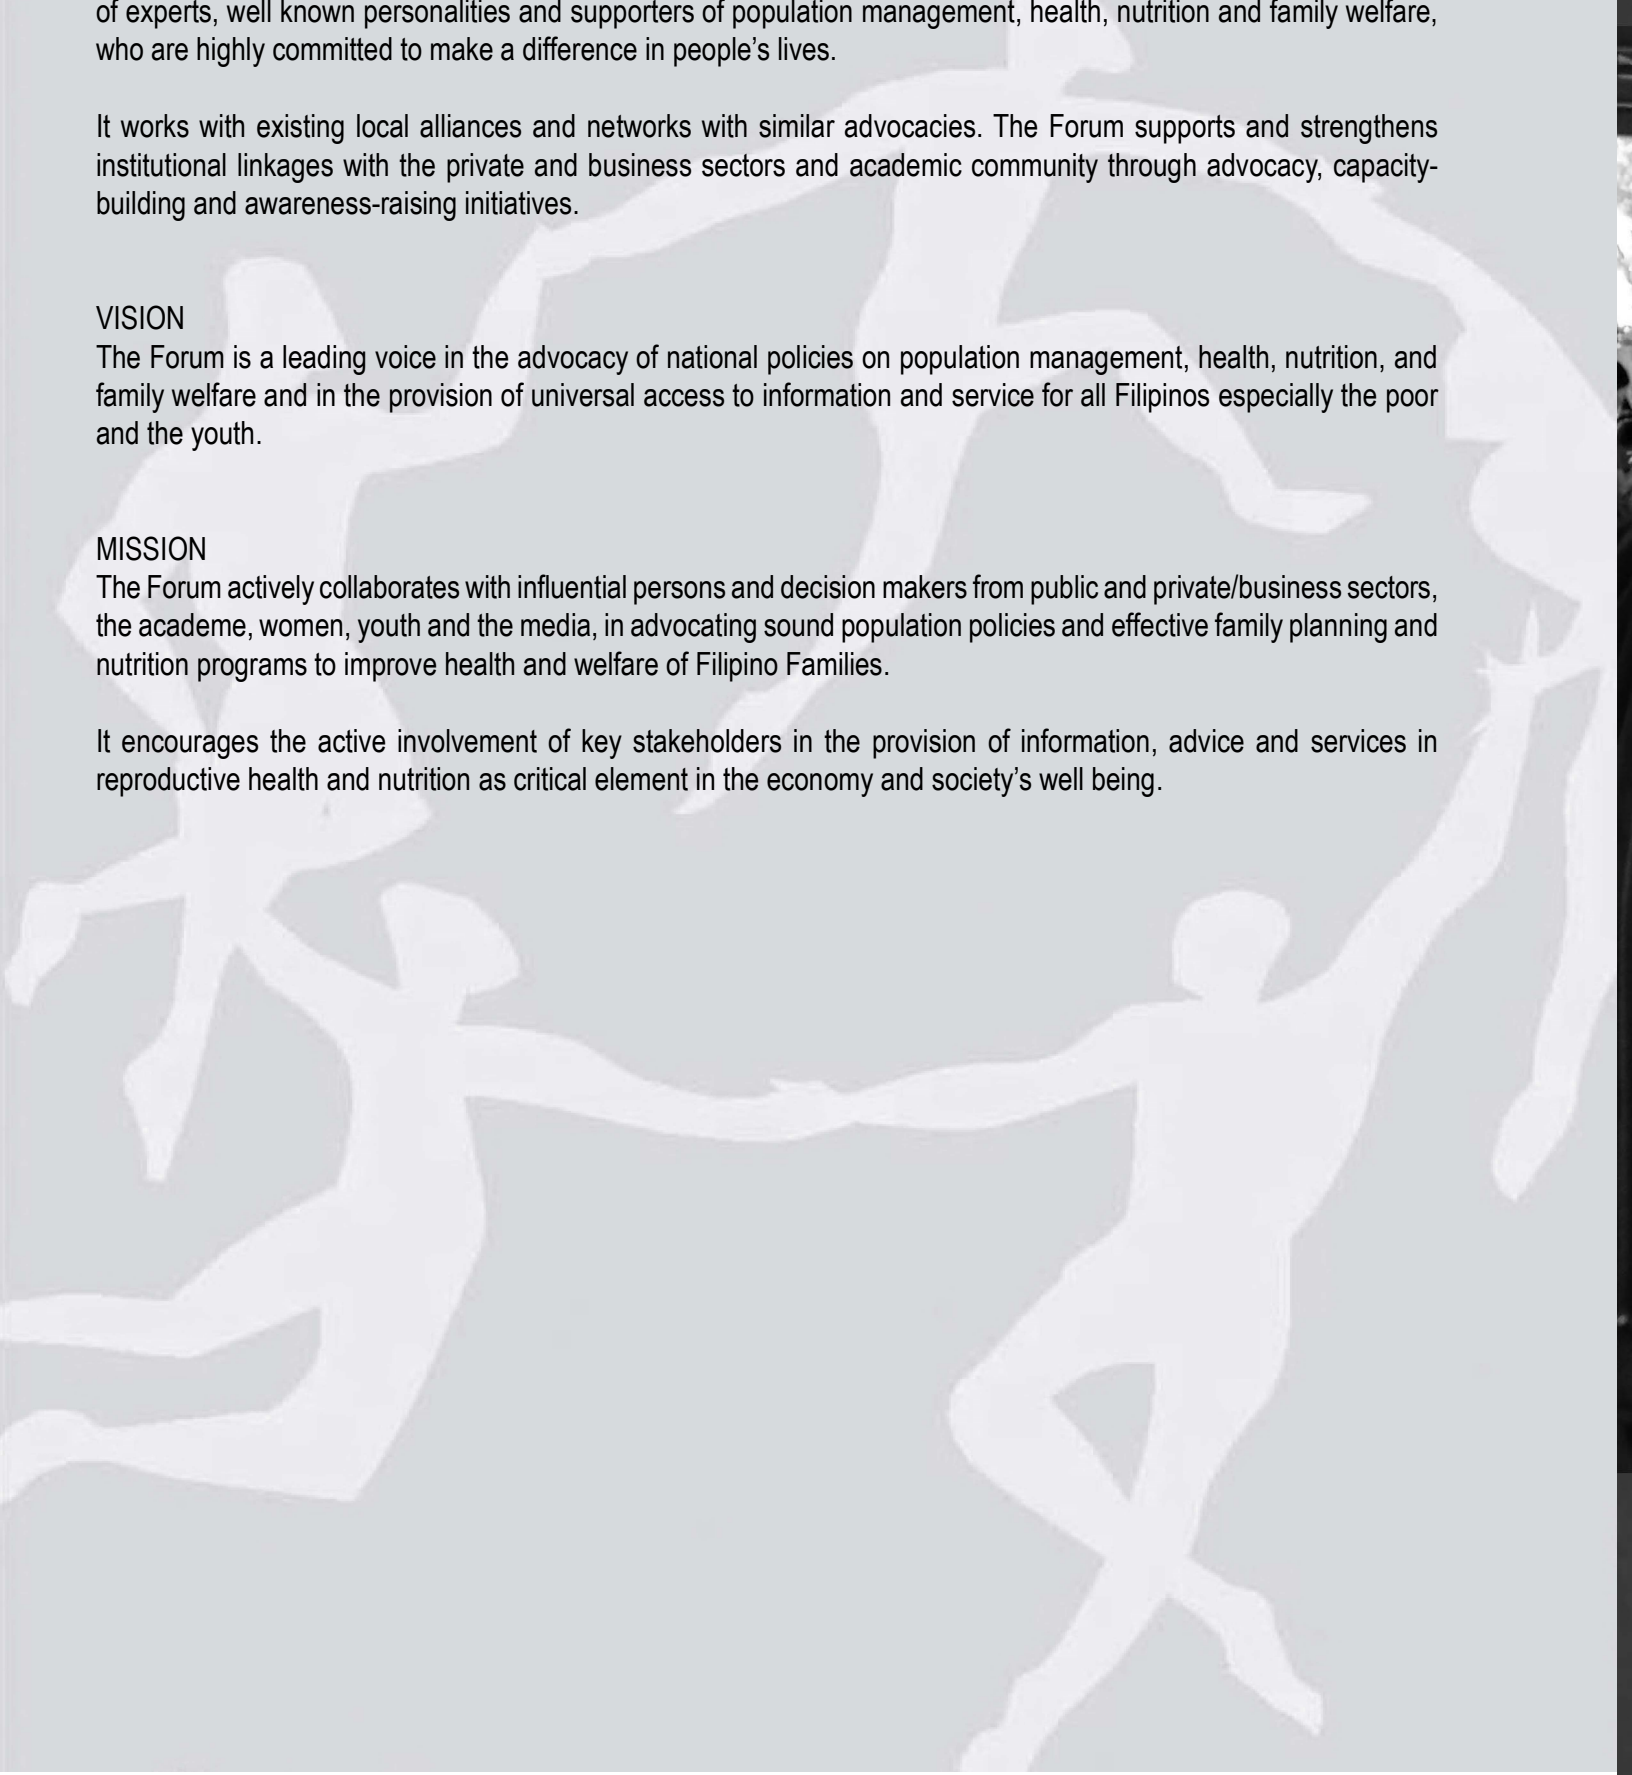 of experts, well known personalities and supporters of population management, health, nutrition and family welfare,
who are highly committed to make a difference in people’s lives.
It works with existing local alliances and networks with similar advocacies. The Forum supports and strengthens
institutional linkages with the private and business sectors and academic community through advocacy, capacity-
building and awareness-raising initiatives.
VISION
The Forum is a leading voice in the advocacy of national policies on population management, health, nutrition, and
family welfare and in the provision of universal access to information and service for all Filipinos especially the poor
and the youth.
MISSION
The Forum actively collaborates with influential persons and decision makers from public and private/business sectors,
the academe, women, youth and the media, in advocating sound population policies and effective family planning and
nutrition programs to improve health and welfare of Filipino Families.
It encourages the active involvement of key stakeholders in the provision of information, advice and services in
reproductive health and nutrition as critical element in the economy and society’s well being.